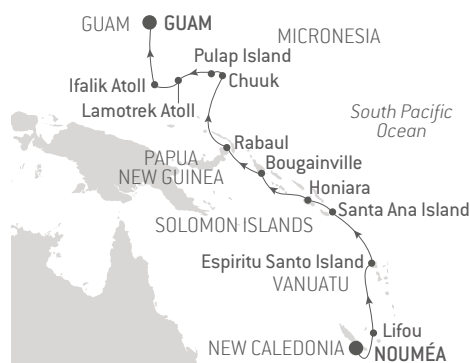 GUAM
GUAM
MICRONESIA
Pulap Island
Ifalik Atoll
Chuuk
Lamotrek Atoll
South Pacific
Ocean
Rabaul
PAPUA
NEW GUINEA
Bougainville
Honiara
Santa Ana Island
SOLOMON ISLANDS
Espiritu Santo Island
VANUATU
Lifou
NEW CALEDONIA
NOUMÉA